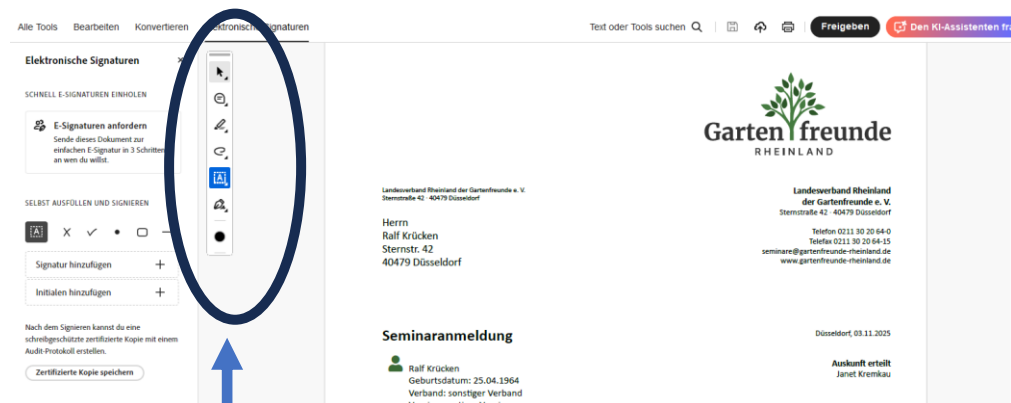 Alle Tools Bearbeiten Konvertieren Elektronische Signaturen Text oder Tools suchen Freigeben Den KI-Assistenten fra
Elektronische Signaturen ×
SCHNELL E-SIGNATUREN EINHOLEN
E-Signaturen anfordern
Sende dieses Dokument zur
einfachen E-Signatur in 3 Schritten
an wen du willst.
SELBST AUSFÜLLEN UND SIGNIEREN
Signatur hinzufügen
Initialen hinzufügen
Nach dem Signieren kannst du eine
schreibgeschützte zertifizierte Kopie mit einem
Audit-Protokoll erstellen.
Zertifizierte Kopie speichern
Garten freunde
RHEINLAND
Landesverband Rheinland der Gartenfreunde e. V.
Sternstraße 42 · 40479 Düsseldorf
Herrn
Ralf Krücken
Sternstr. 42
40479 Düsseldorf
Landesverband Rheinland
der Gartenfreunde e. V.
Sternstraße 42 · 40479 Düsseldorf
Telefon 0211 30 20 64-0
Telefax 0211 30 20 64-15
seminare@gartenfreunde-rheinland.de
www.gartenfreunde-rheinland.de
Seminaranmeldung
Düsseldorf, 03.11.2025
Auskunft erteilt
Janet Kremkau
Ralf Krücken
Geburtsdatum: 25.04.1964
Verband: sonstiger Verband